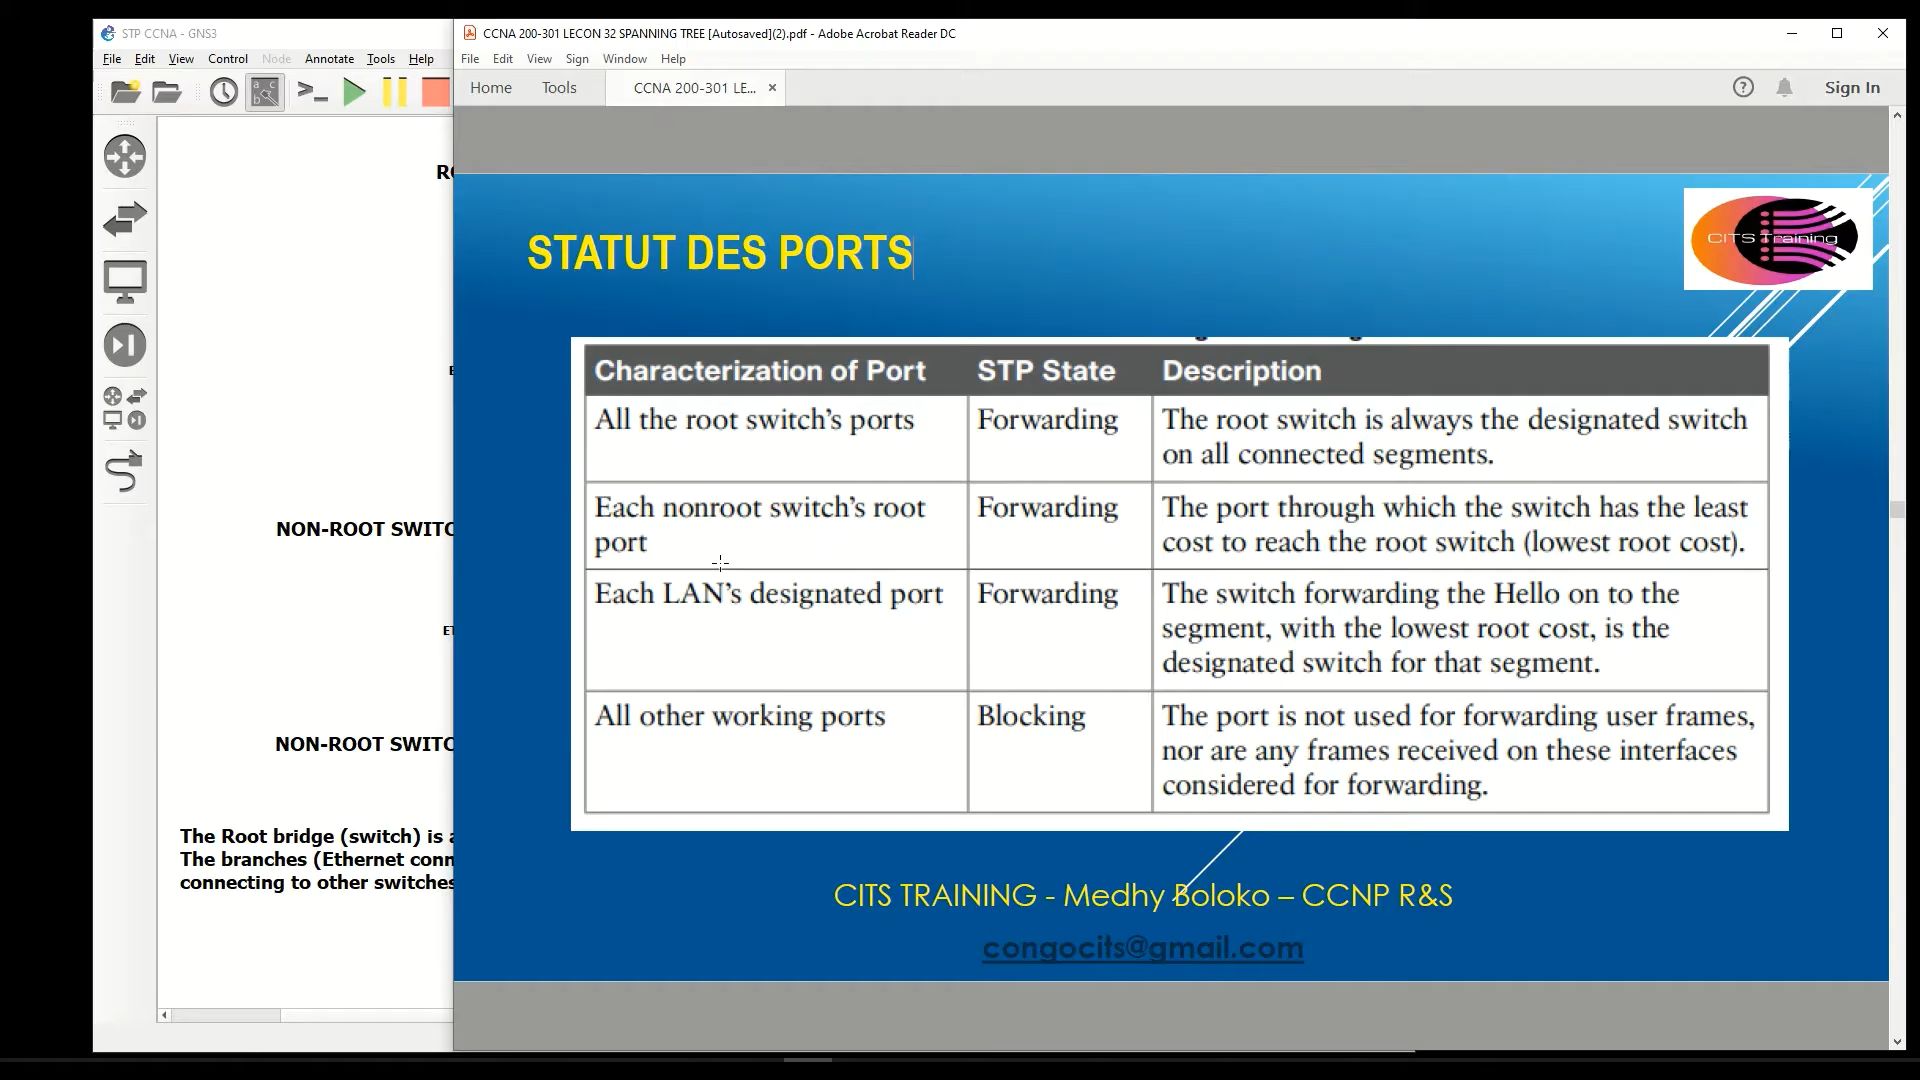 STP CCNA - GNS3
File Edit View Control Node Annotate Tools Help
NON-ROOT
NON-ROOT
The Root bridge (switch) is
The branches (Ethernet
connecting to other switches
CCNA 200-301 LECON 32 SPANNING TREE [Autosaved](2).pdf - Adobe Acrobat Reader DC
File Edit View Sign Window Help
Home Tools CCNA 200-301 LE... Sign In
STATUT DES PORTS
CITS Training
Characterization of Port STP State Description
All the root switch's ports Forwarding The root switch is always the designated switch
on all connected segments.
Each nonroot switch's root Forwarding The port through which the switch has the least
port cost to reach the root switch (lowest root cost).
Each LAN's designated port Forwarding The switch forwarding the Hello on to the
segment, with the lowest root cost, is the
designated switch for that segment.
All other working ports Blocking The port is not used for forwarding user frames,
nor are any frames received on these interfaces
considered for forwarding.
CITS TRAINING - Medhy Boloko – CCNP R&S
congocits@gmail.com